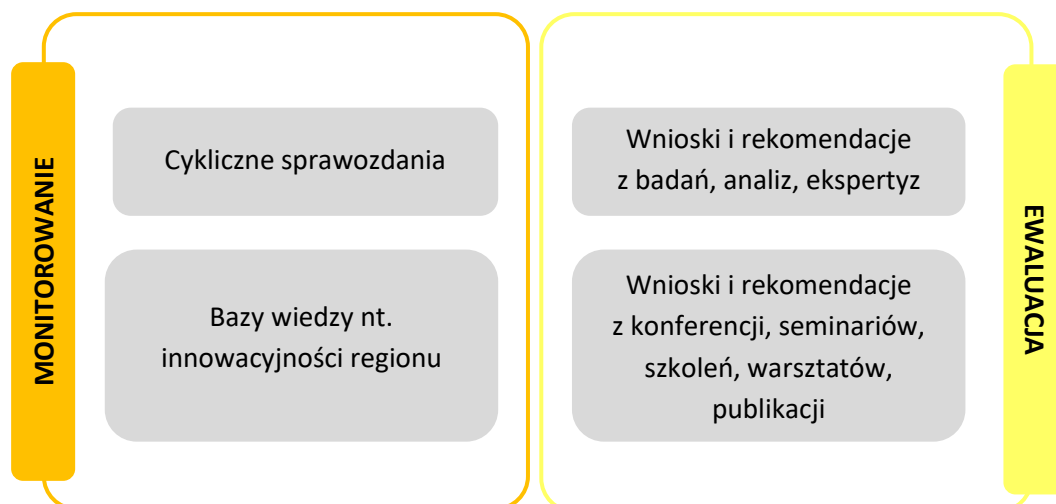 MONITOROWANIE
Cykliczne sprawozdania
Bazy wiedzy nt.
innowacyjności regionu
Wnioski i rekomendacje
z badań, analiz, ekspertyz
Wnioski i rekomendacje
z konferencji, seminariów,
szkoleń, warsztatów,
publikacji
EWALUACJA